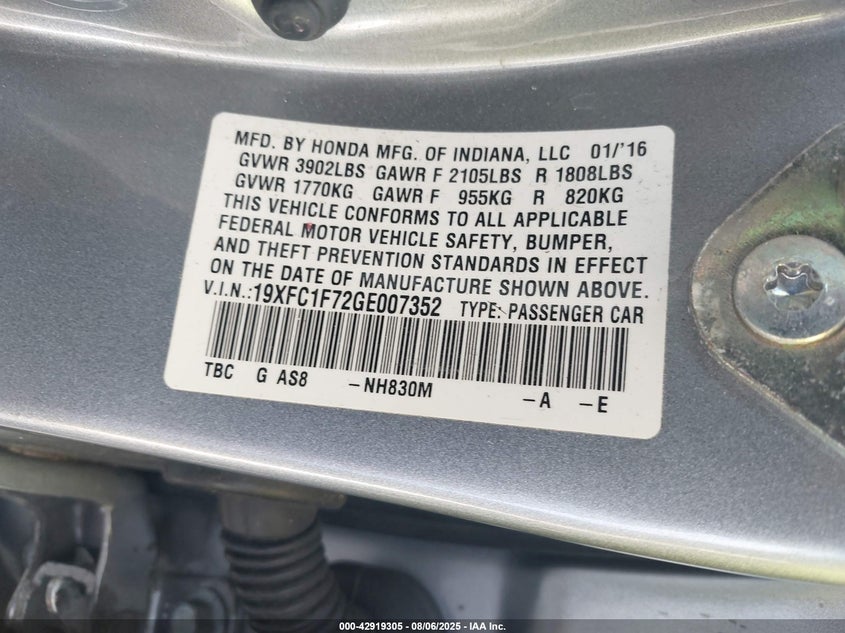 MFD. BY HONDA MFG. OF INDIANA, LLC 01/'16
GVWR 3902LBS GAWR F 2105LBS R 1808LBS
GVWR 1770KG GAWR F 955KG R 820KG
THIS VEHICLE CONFORMS TO ALL APPLICABLE
FEDERAL MOTOR VEHICLE SAFETY, BUMPER,
AND THEFT PREVENTION STANDARDS IN EFFECT
ON THE DATE OF MANUFACTURE SHOWN ABOVE.
V.I.N.:19XFC1F72GE007352 TYPE: PASSENGER CAR
TBC G AS8 -NH830M -A -E
000-42919305 - 08/06/2025 - IAA Inc.